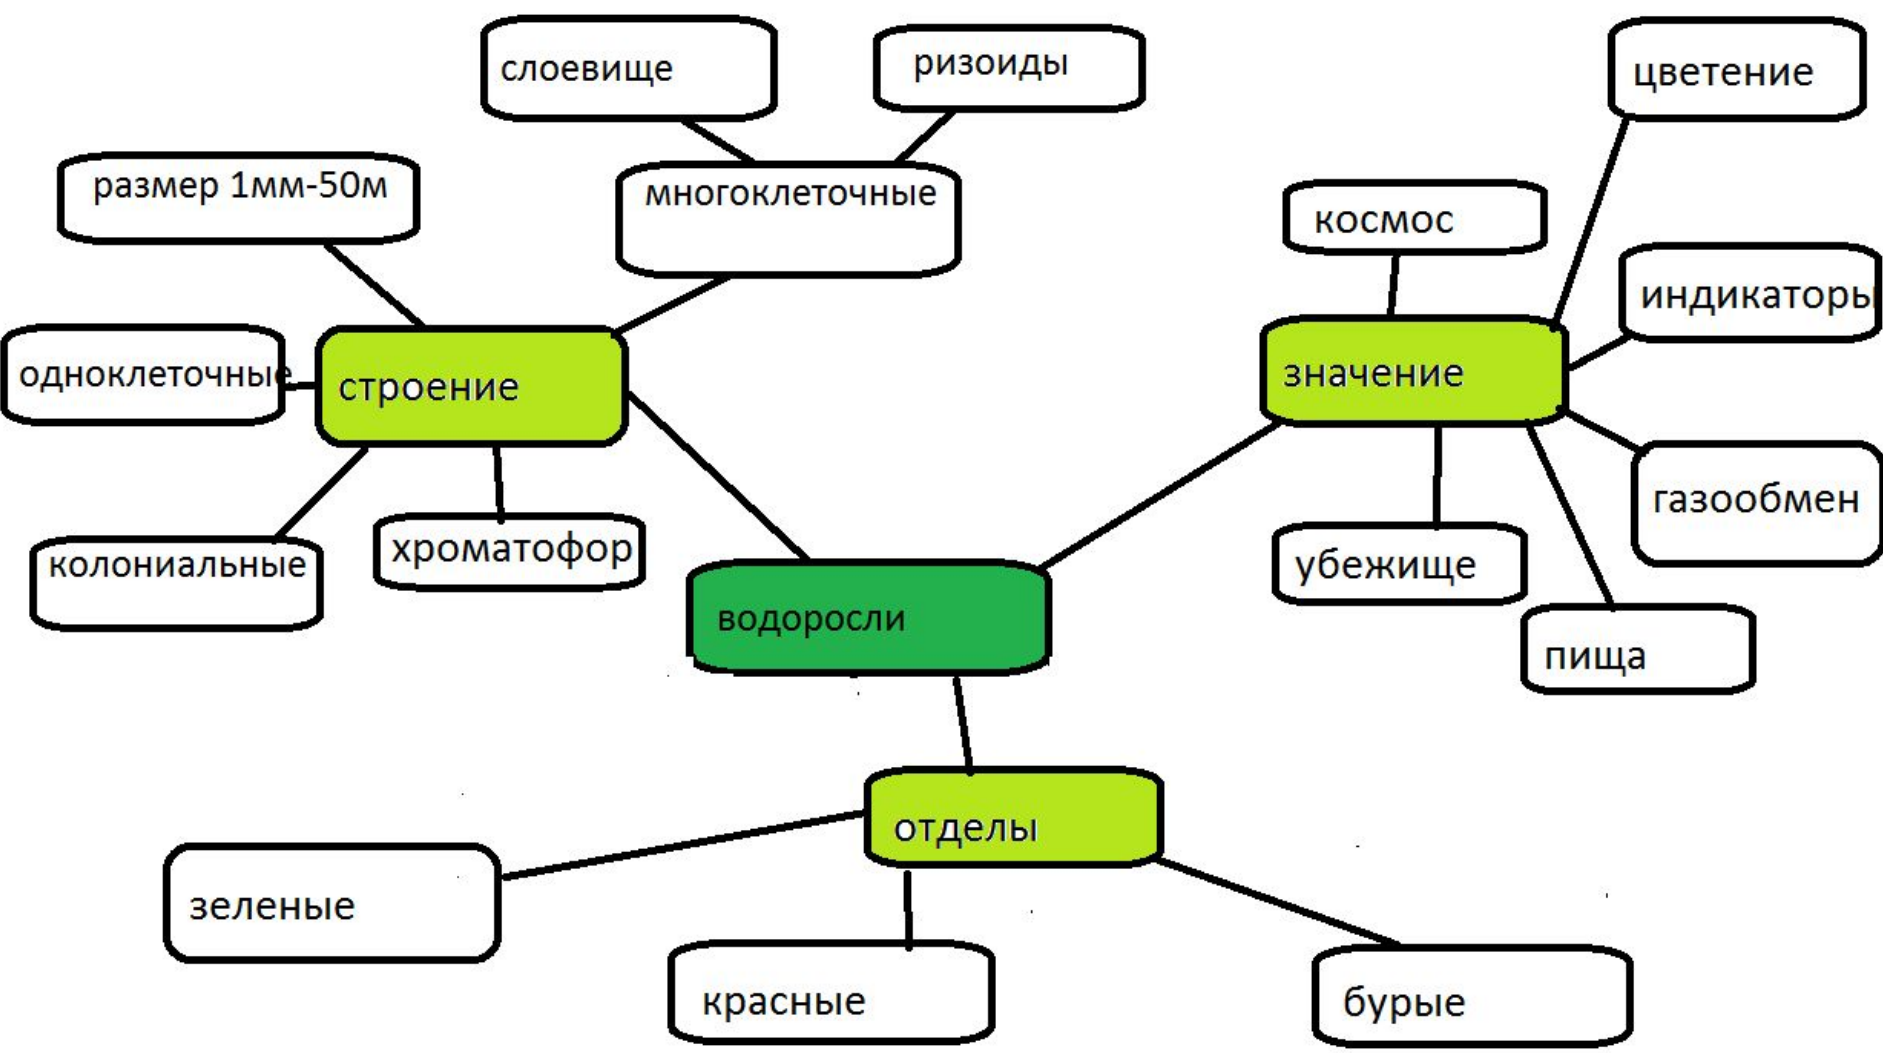 слоевище
ризоиды
цветение
размер 1мм-50м
многоклеточные
космос
индикаторы
одноклеточные
строение
значение
колониальные
хроматофор
газообмен
убежище
водоросли
пища
отделы
зеленые
красные
бурые